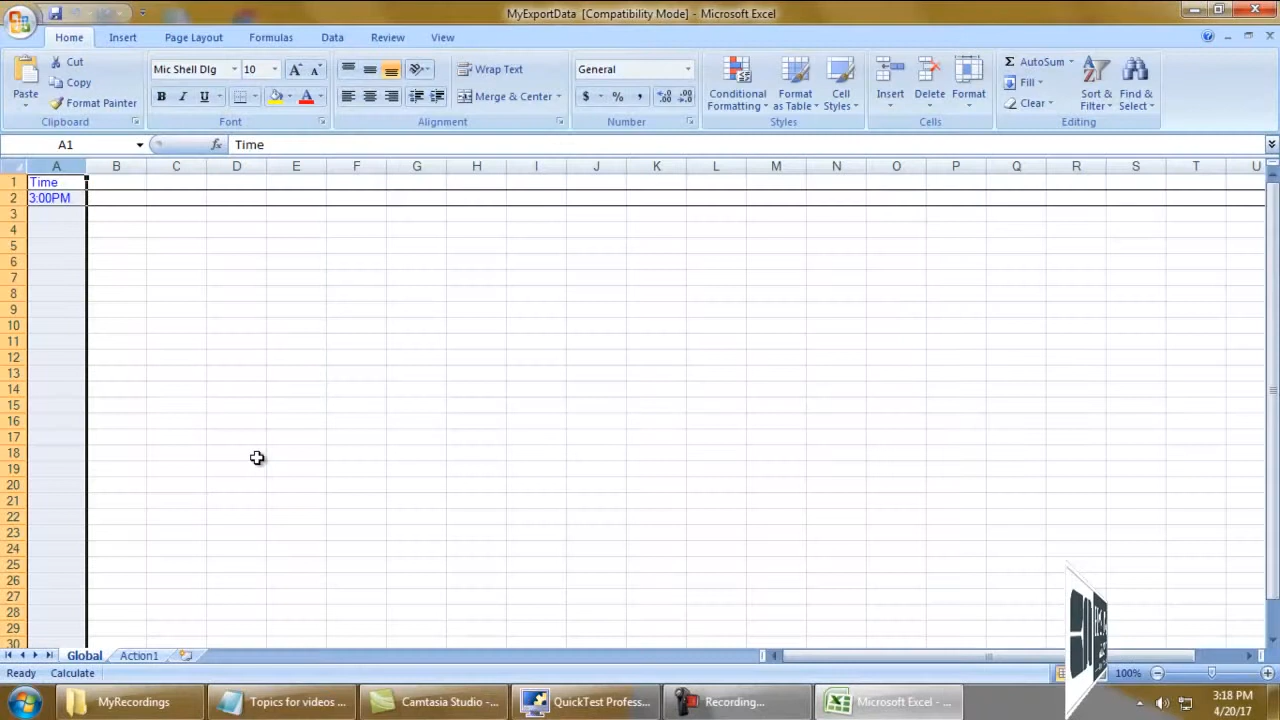 MyExportData [Compatibility Mode] - Microsoft Excel
Home Insert Page Layout Formulas Data Review View
Paste Cut Copy Format Painter Clipboard
Mic Shell Dlg 10 B I U A Font
Wrap Text Merge & Center Alignment
General $ % , Number
Conditional Formatting Format as Table Cell Styles Styles
Insert Delete Format Cells
Σ AutoSum Fill Clear Sort & Filter Find & Select Editing
A1 fx Time
A B C D E F G H I J K L M N O P Q R S T U
1 Time
2 3:00PM
3
4
5
6
7
8
9
10
11
12
13
14
15
16
17
18
19
20
21
22
23
24
25
26
27
28
29
30
Global Action1
Ready Calculate 100%
MyRecordings Topics for videos ... Camtasia Studio -... QuickTest Profess... Recording... Microsoft Excel - ...
3:18 PM
4/20/17